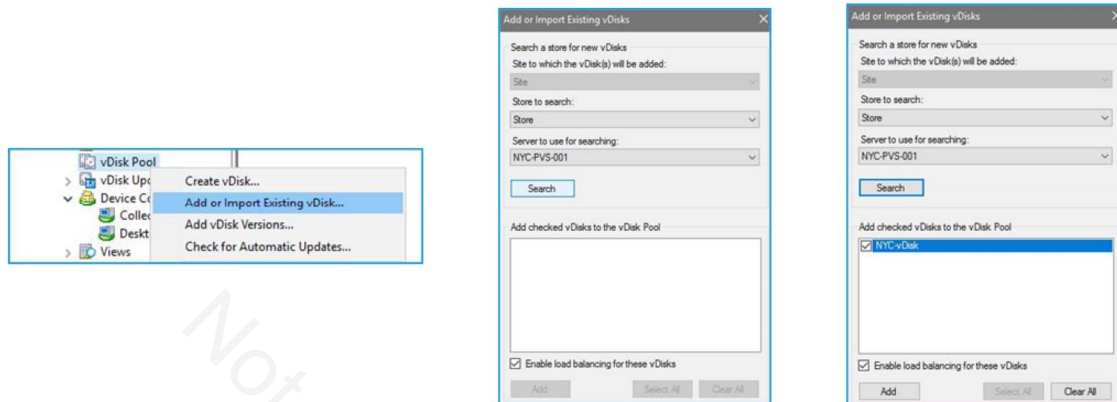 vDisk Pool
vDisk Upd
Device Co
Collec
Deskt
Views
Create vDisk...
Add or Import Existing vDisk...
Add vDisk Versions...
Check for Automatic Updates...
Add or Import Existing vDisks
Search a store for new vDisks
Site to which the vDisk(s) will be added:
Site
Store to search:
Store
Server to use for searching:
NYC-PVS-001
Search
Add checked vDisks to the vDisk Pool
Enable load balancing for these vDisks
Add Select All Clear All
Add or Import Existing vDisks
Search a store for new vDisks
Site to which the vDisk(s) will be added:
Site
Store to search:
Store
Server to use for searching:
NYC-PVS-001
Search
Add checked vDisks to the vDisk Pool
NYC-vDisk
Enable load balancing for these vDisks
Add Select All Clear All
Not